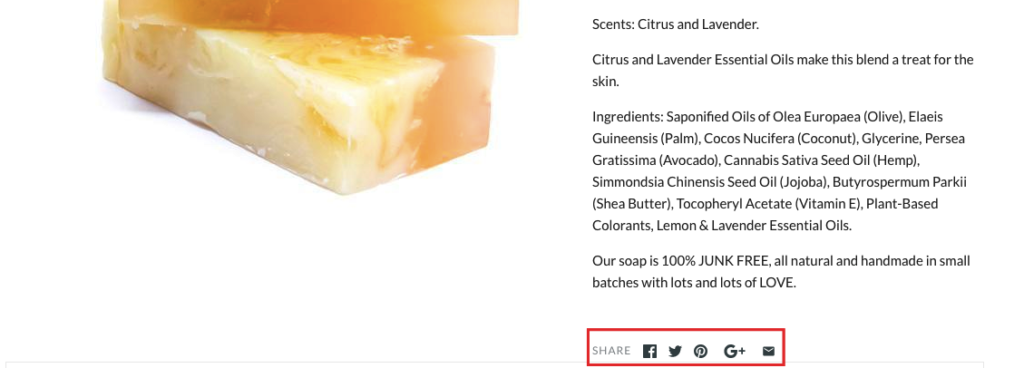 Scents: Citrus and Lavender.
Citrus and Lavender Essential Oils make this blend a treat for the
skin.
Ingredients: Saponified Oils of Olea Europaea (Olive), Elaeis
Guineensis (Palm), Cocos Nucifera (Coconut), Glycerine, Persea
Gratissima (Avocado), Cannabis Sativa Seed Oil (Hemp),
Simmondsia Chinensis Seed Oil (Jojoba), Butyrospermum Parkii
(Shea Butter), Tocopheryl Acetate (Vitamin E), Plant-Based
Colorants, Lemon & Lavender Essential Oils.
Our soap is 100% JUNK FREE, all natural and handmade in small
batches with lots and lots of LOVE.
SHARE